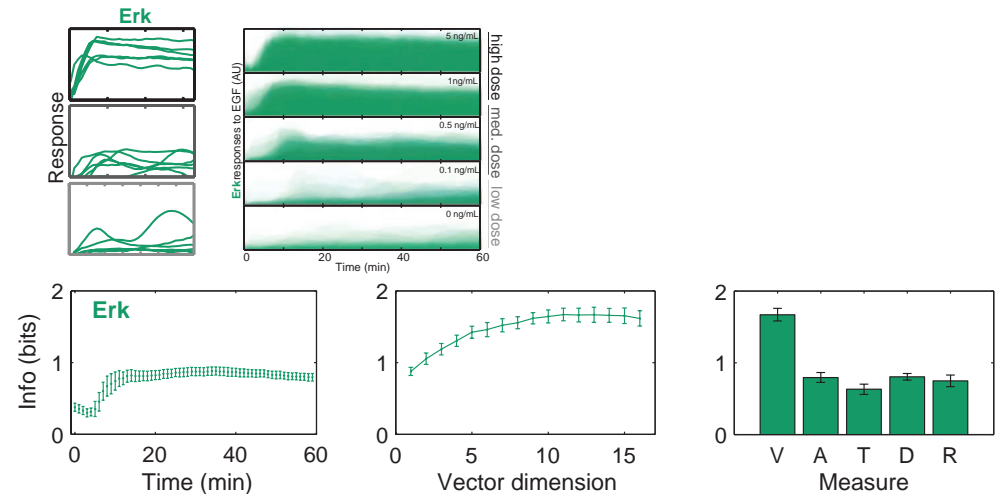 Erk
Response
Erk responses to EGF (AU)
5 ng/mL
1ng/mL
0.5 ng/mL
0.1 ng/mL
0 ng/mL
high dose
med. dose
low dose
0 20 40 60
Time (min)
Erk
Info (bits)
2
1
0
0 20 40 60
Time (min)
2
1
0
0 5 10 15
Vector dimension
2
1
0
V A T D R
Measure